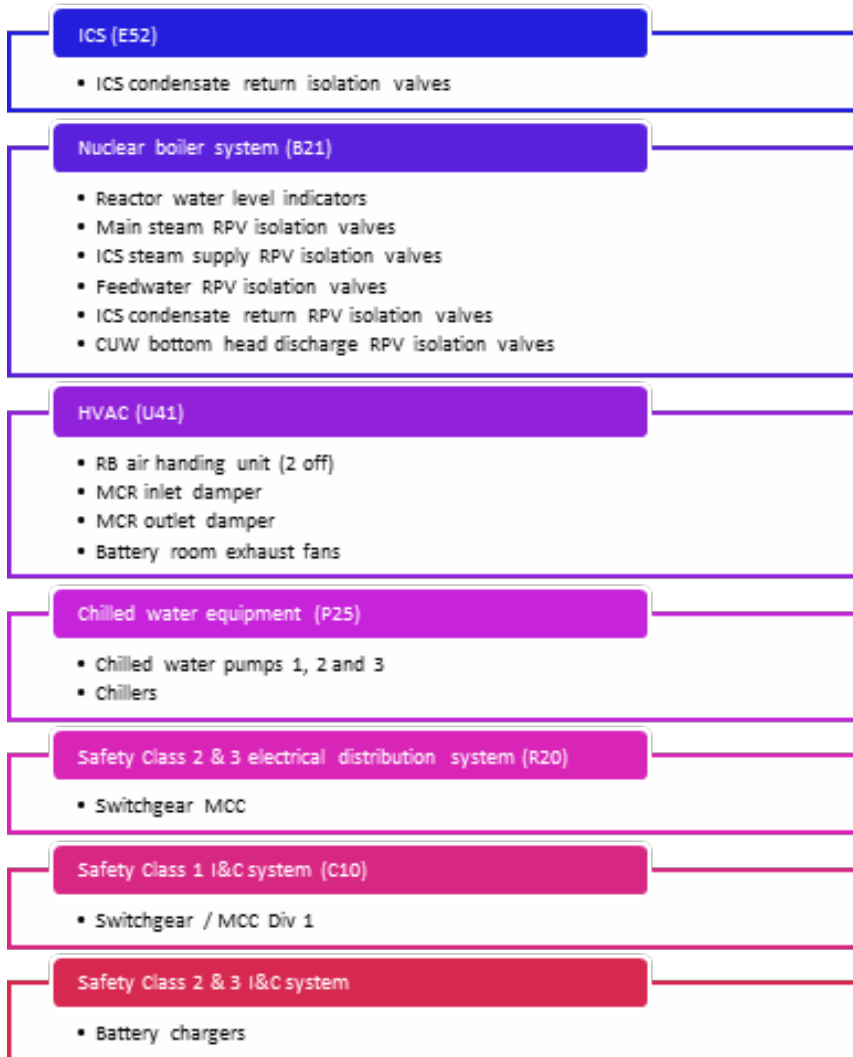 ICS (E52)
• ICS condensate return isolation valves
Nuclear boiler system (B21)
• Reactor water level indicators
• Main steam RPV isolation valves
• ICS steam supply RPV isolation valves
• Feedwater RPV isolation valves
• ICS condensate return RPV isolation valves
• CUW bottom head discharge RPV isolation valves
HVAC (U41)
• RB air handing unit (2 off)
• MCR inlet damper
• MCR outlet damper
• Battery room exhaust fans
Chilled water equipment (P25)
• Chilled water pumps 1, 2 and 3
• Chillers
Safety Class 2 & 3 electrical distribution system (R20)
• Switchgear MCC
Safety Class 1 I&C system (C10)
• Switchgear / MCC Div 1
Safety Class 2 & 3 I&C system
• Battery chargers